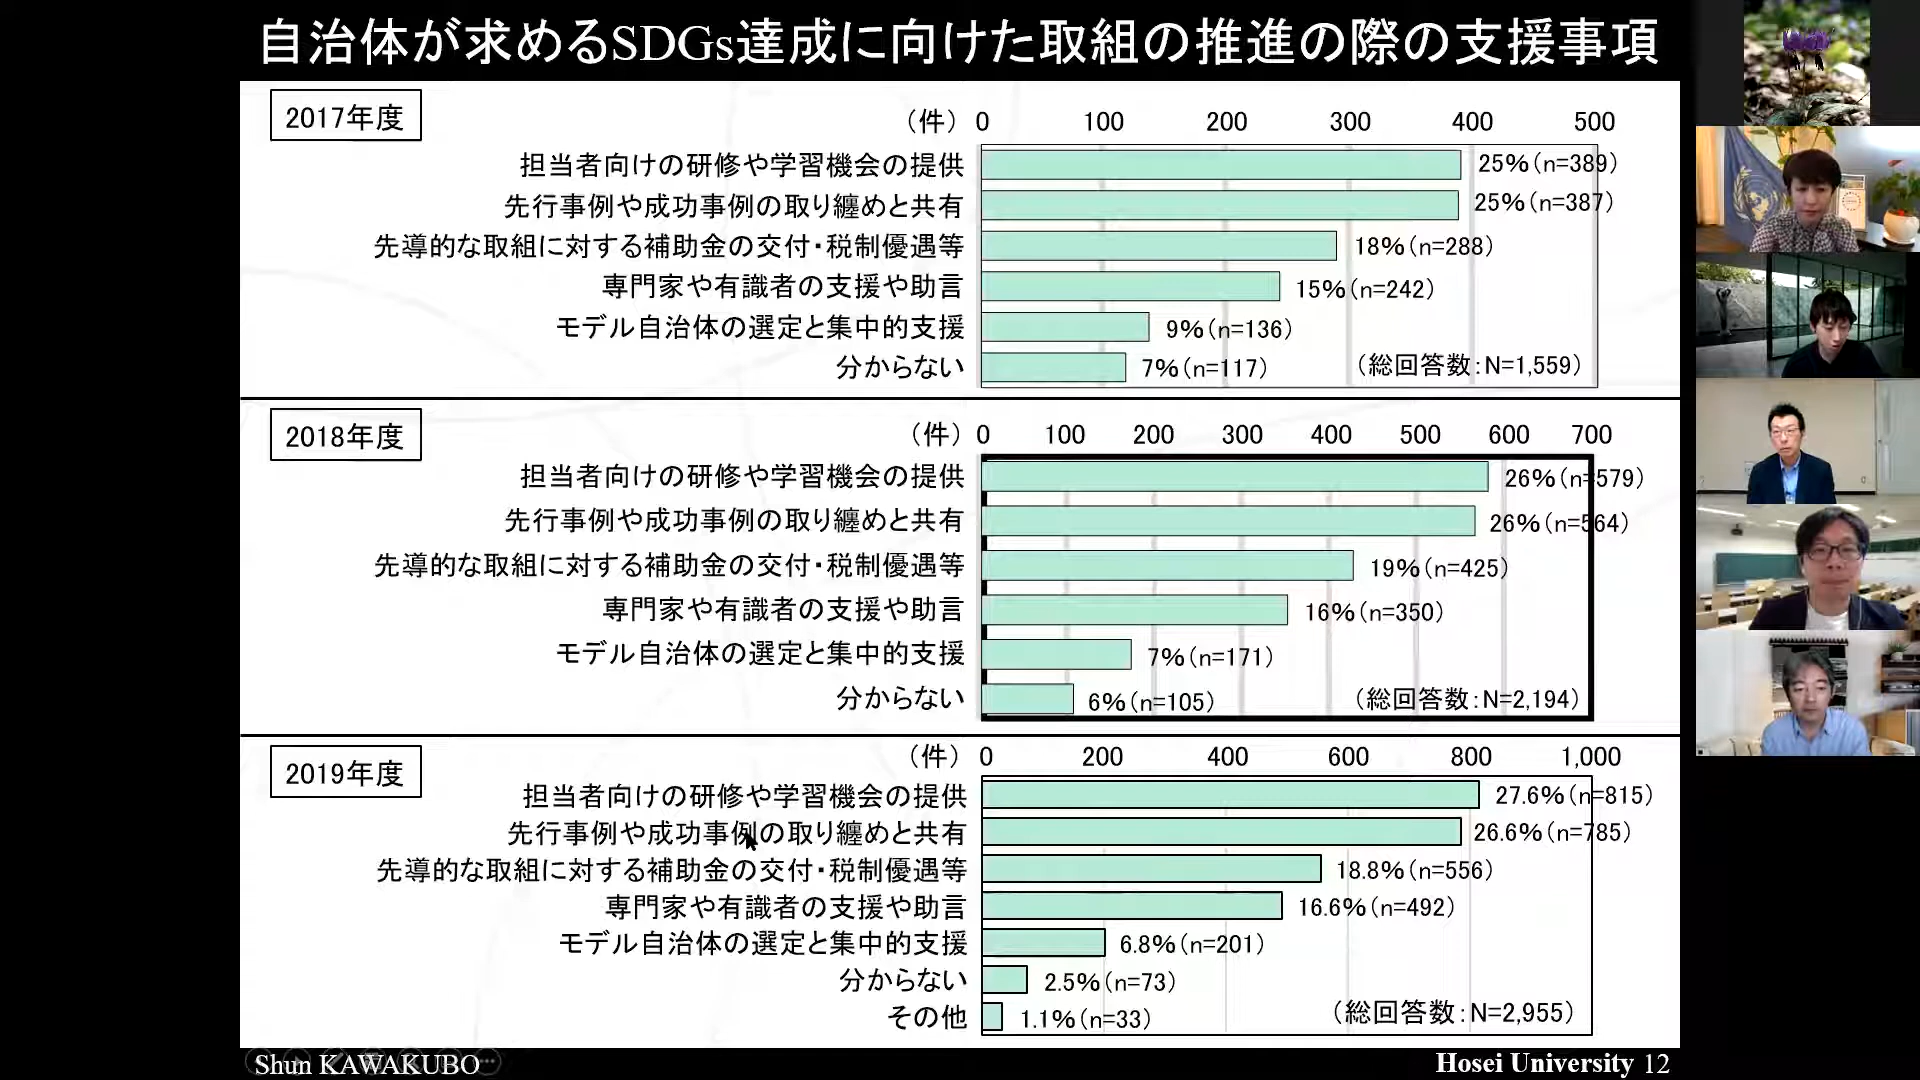 自治体が求めるSDGs達成に向けた取組の推進の際の支援事項
2017年度
（件） 0 100 200 300 400 500
担当者向けの研修や学習機会の提供 25%（n=389）
先行事例や成功事例の取り纏めと共有 25%（n=387）
先導的な取組に対する補助金の交付・税制優遇等 18%（n=288）
専門家や有識者の支援や助言 15%（n=242）
モデル自治体の選定と集中的支援 9%（n=136）
分からない 7%（n=117） （総回答数：N=1,559）
2018年度
（件） 0 100 200 300 400 500 600 700
担当者向けの研修や学習機会の提供 26%（n=579）
先行事例や成功事例の取り纏めと共有 26%（n=564）
先導的な取組に対する補助金の交付・税制優遇等 19%（n=425）
専門家や有識者の支援や助言 16%（n=350）
モデル自治体の選定と集中的支援 7%（n=171）
分からない 6%（n=105） （総回答数：N=2,194）
2019年度
（件） 0 200 400 600 800 1,000
担当者向けの研修や学習機会の提供 27.6%（n=815）
先行事例や成功事例の取り纏めと共有 26.6%（n=785）
先導的な取組に対する補助金の交付・税制優遇等 18.8%（n=556）
専門家や有識者の支援や助言 16.6%（n=492）
モデル自治体の選定と集中的支援 6.8%（n=201）
分からない 2.5%（n=73）
その他 1.1%（n=33） （総回答数：N=2,955）
Shun KAWAKUBO Hosei University 12